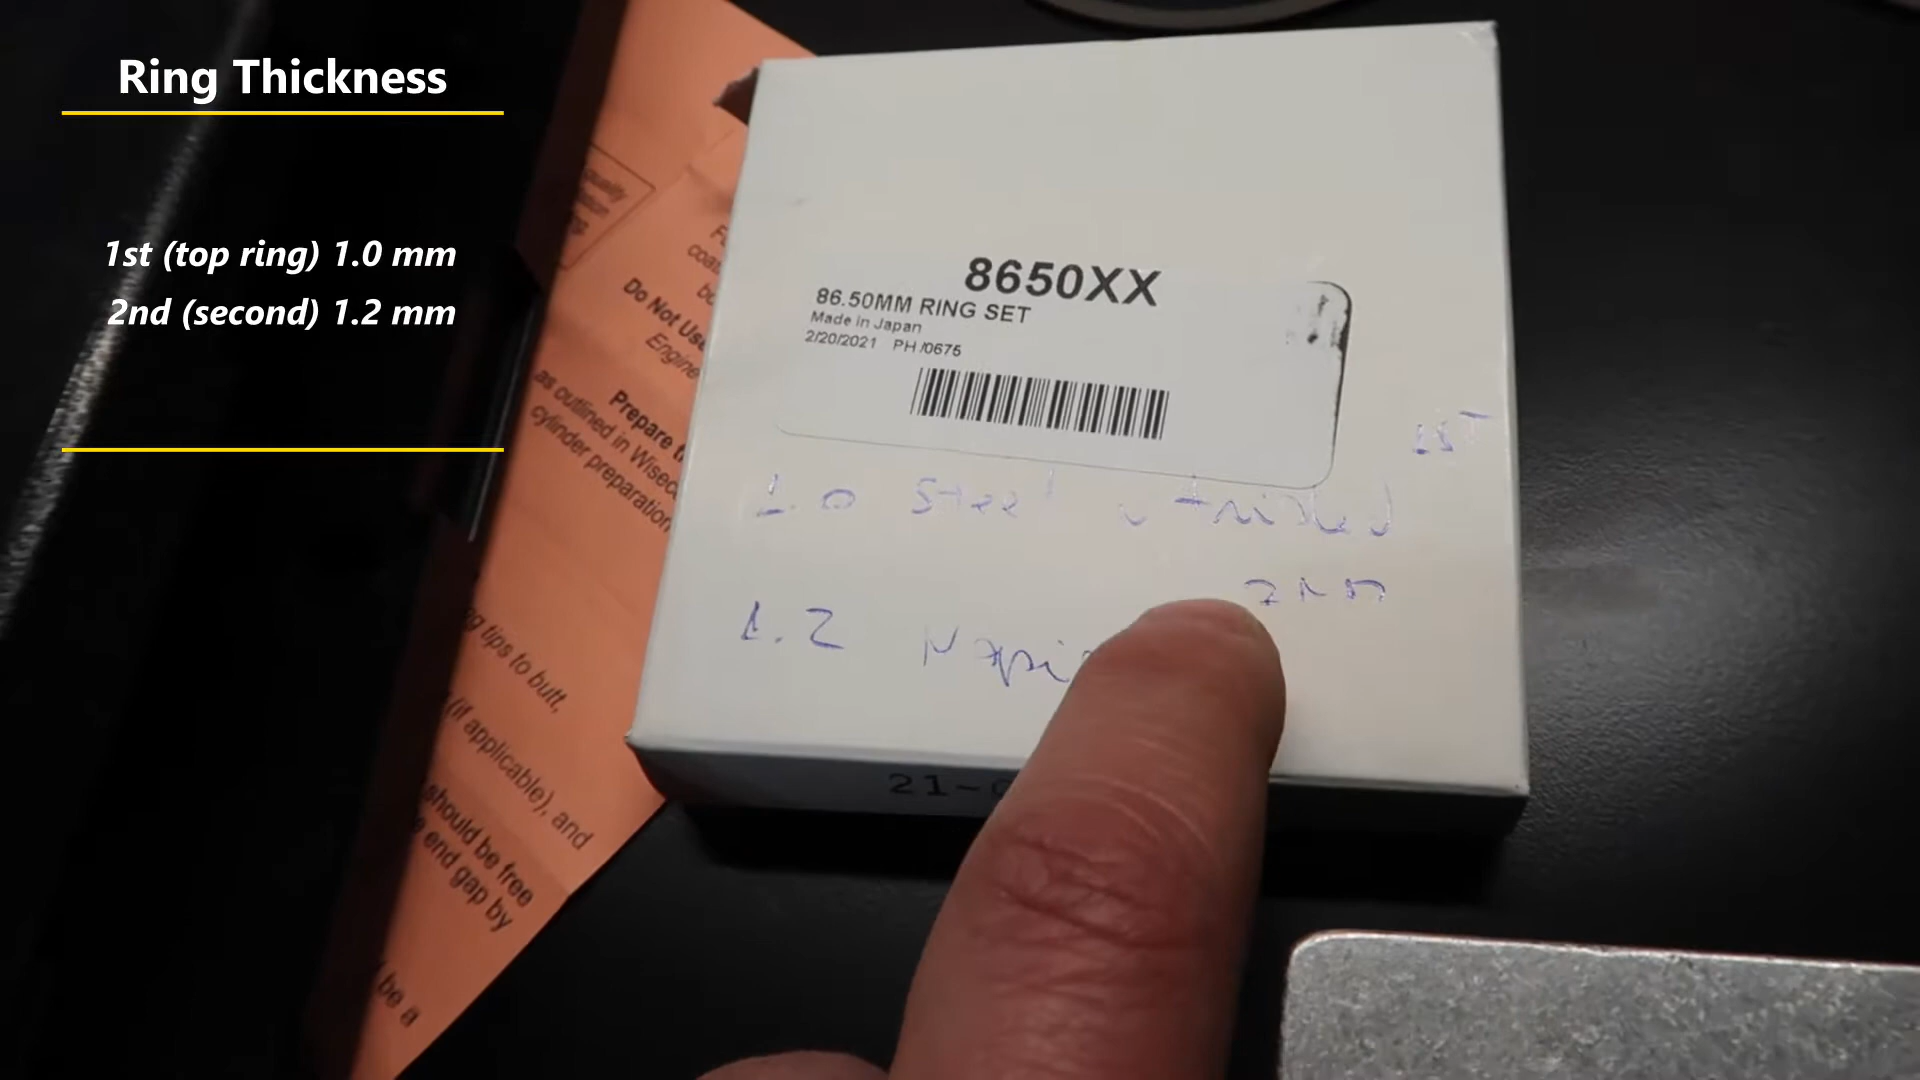 Ring Thickness
1st (top ring) 1.0 mm
2nd (second) 1.2 mm
8650XX
86.50MM RING SET
Made in Japan
2/20/2021 PH /0675
1ST
1.0 Steel
2ND
1.2
21-
Do Not Use
Engine
Prepare
as outlined in
cylinder preparation
tips to butt,
(if applicable), and
should be free
end gap by
be a